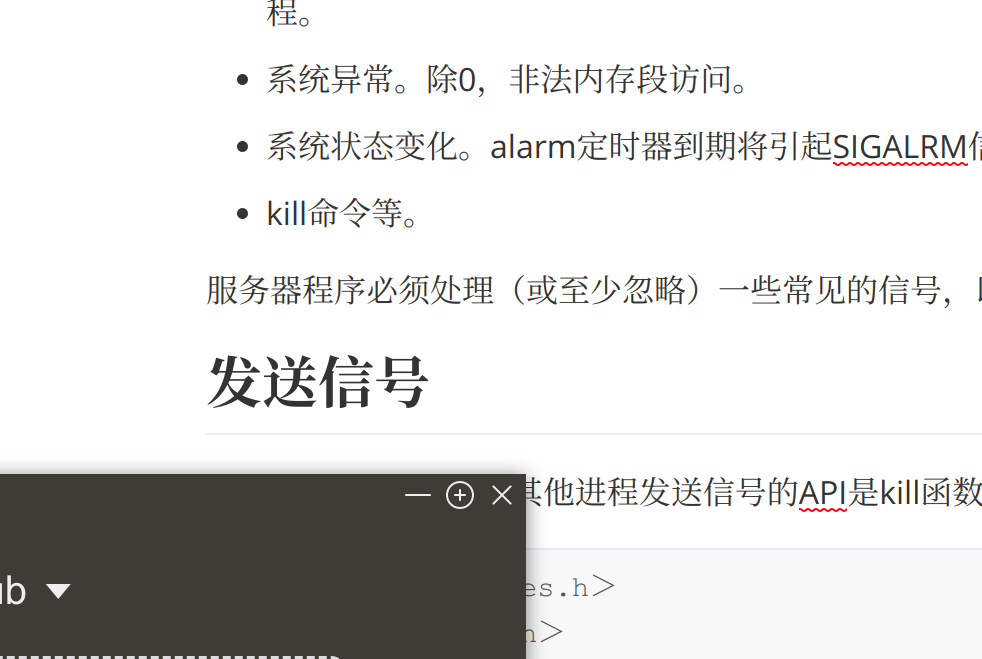 程。
系统异常。除0，非法内存段访问。
系统状态变化。alarm定时器到期将引起SIGALRM信
kill命令等。
服务器程序必须处理（或至少忽略）一些常见的信号，以
发送信号
其他进程发送信号的API是kill函数
es.h>
h>
ub